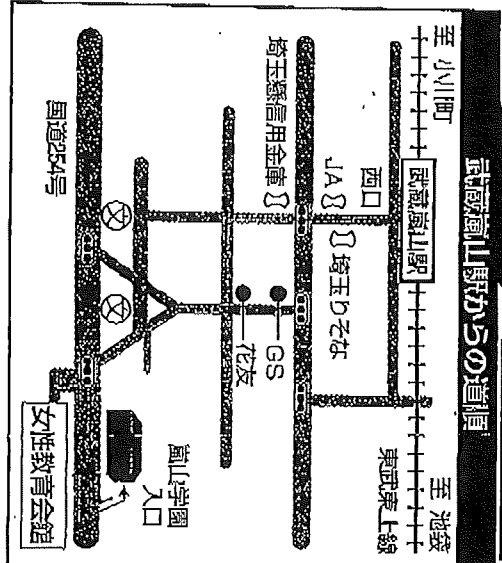 武蔵嵐山駅からの道順
至 小川町
武蔵嵐山駅
至 池袋
東武東上線
西口
JA
埼玉りそな
埼玉縣信用金庫
GS
花友
国道254号
文
文
嵐山学園
入口
女性教育会館